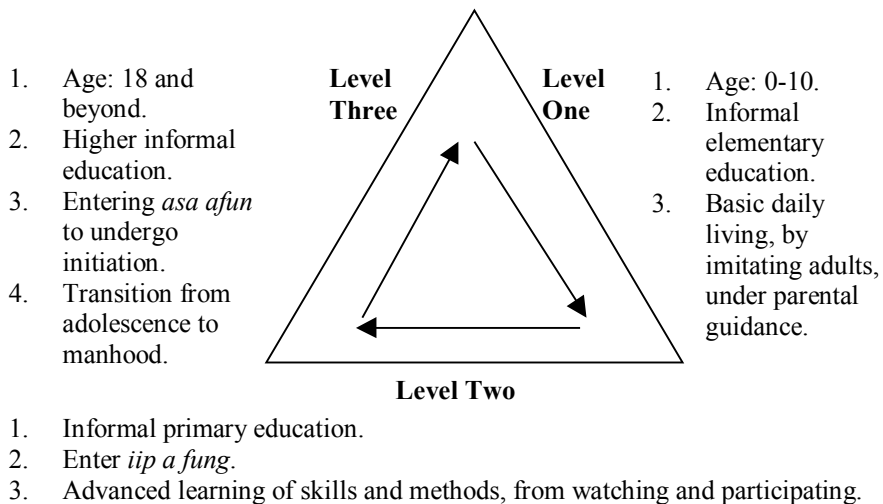 Level Three
1. Age: 18 and
beyond.
2. Higher informal
education.
3. Entering asa afun
to undergo
initiation.
4. Transition from
adolescence to
manhood.
Level One
1. Age: 0-10.
2. Informal
elementary
education.
3. Basic daily
living, by
imitating adults,
under parental
guidance.
Level Two
1. Informal primary education.
2. Enter iip a fung.
3. Advanced learning of skills and methods, from watching and participating.